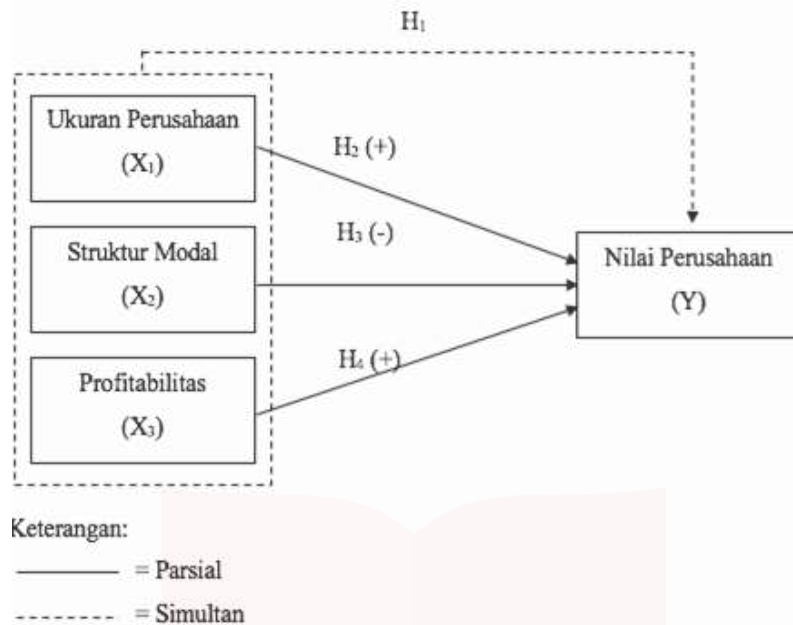 H₁
Ukuran Perusahaan
(X₁)
H₂ (+)
Struktur Modal
(X₂)
H₃ (-)
Nilai Perusahaan
(Y)
Profitabilitas
(X₃)
H₄ (+)
Keterangan:
= Parsial
= Simultan